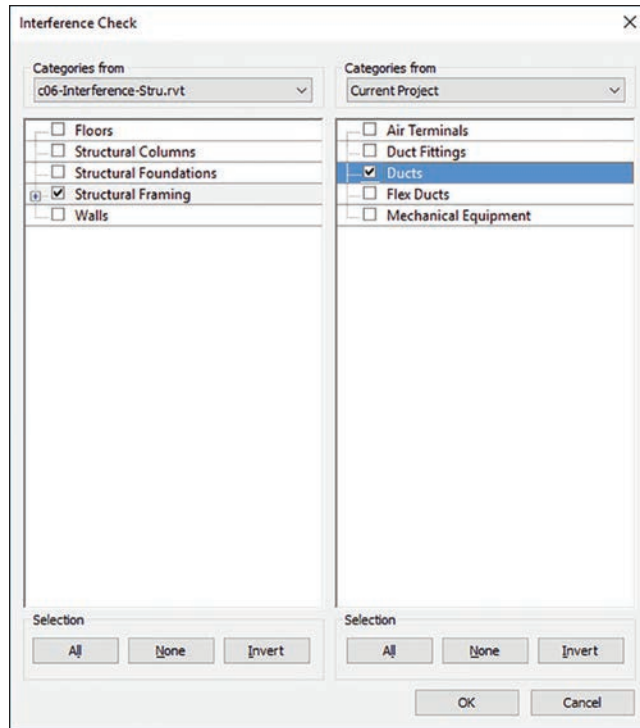 Interference Check
Categories from
c06-Interference-Stru.rvt
Floors
Structural Columns
Structural Foundations
Structural Framing
Walls
Selection
All
None
Invert
Categories from
Current Project
Air Terminals
Duct Fittings
Ducts
Flex Ducts
Mechanical Equipment
Selection
All
None
Invert
OK
Cancel